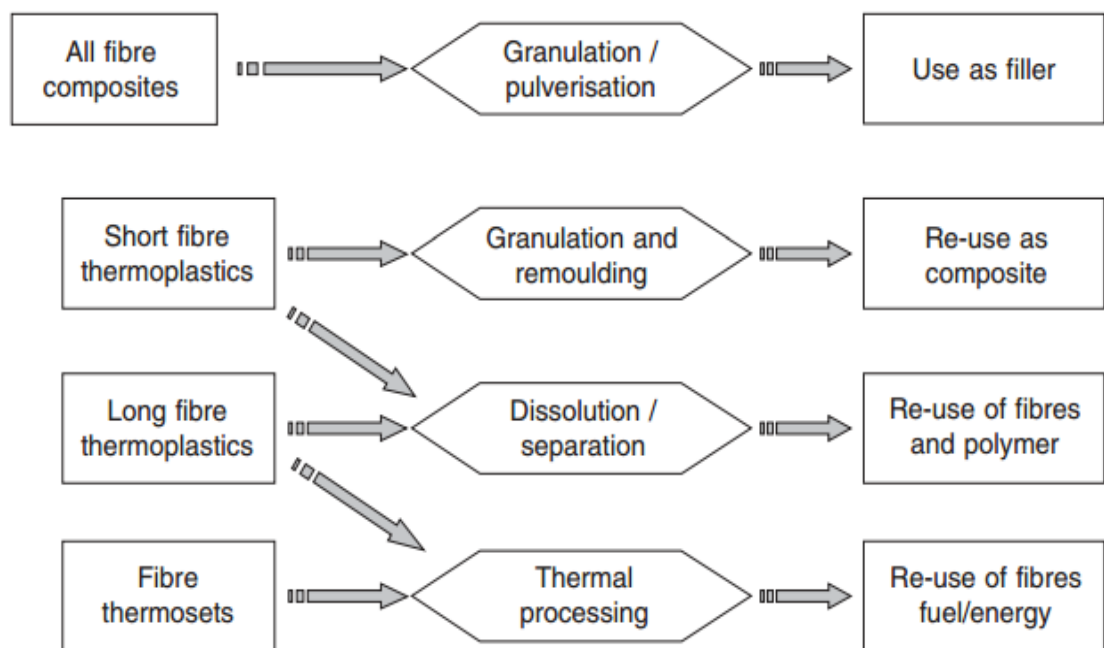 All fibre
composites
Granulation /
pulverisation
Use as filler
Short fibre
thermoplastics
Granulation and
remoulding
Re-use as
composite
Long fibre
thermoplastics
Dissolution /
separation
Re-use of fibres
and polymer
Fibre
thermosets
Thermal
processing
Re-use of fibres
fuel/energy